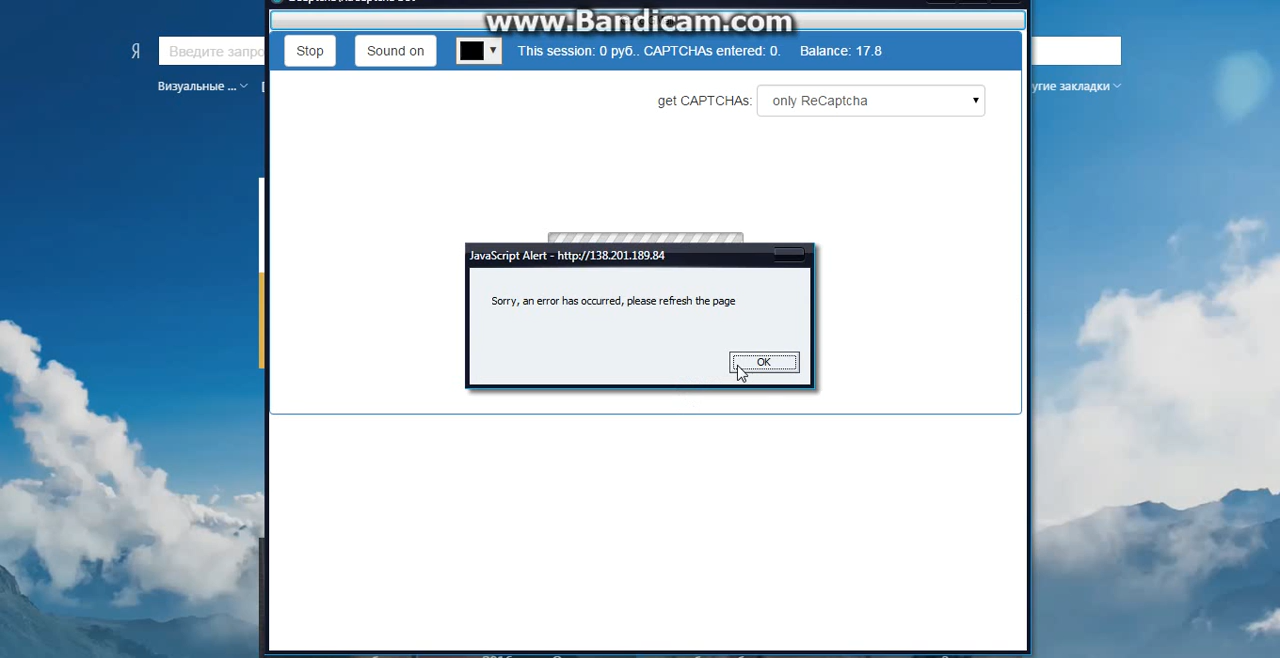 www.Bandicam.com
Я
Введите запро
Stop
Sound on
This session: 0 руб.. CAPTCHAs entered: 0.
Balance: 17.8
Визуальные ...
get CAPTCHAs:
only ReCaptcha
JavaScript Alert - http://138.201.189.84
Sorry, an error has occurred, please refresh the page
OK